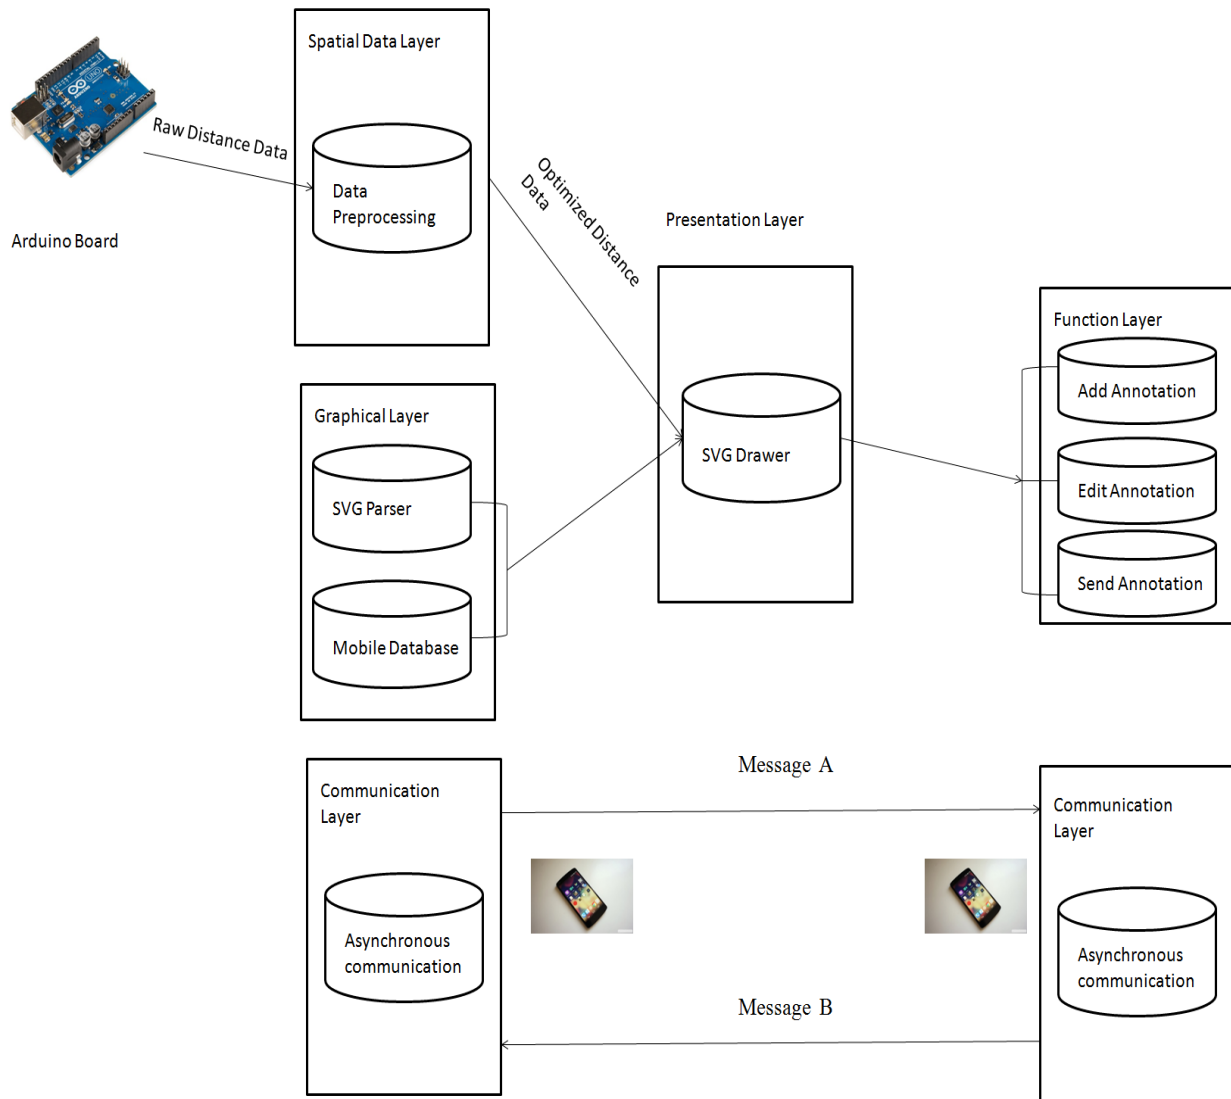 Spatial Data Layer
Raw Distance Data
Data
Preprocessing
Arduino Board
Optimized Distance
Data
Presentation Layer
SVG Drawer
Function Layer
Add Annotation
Edit Annotation
Send Annotation
Graphical Layer
SVG Parser
Mobile Database
Communication
Layer
Asynchronous
communication
Message A
Message B
Communication
Layer
Asynchronous
communication
UNO